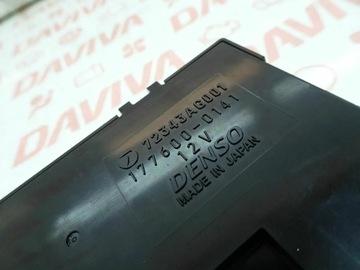 DAVIVA DAVIVA
72343AG001
177600-0141
12V
DENSO
MADE IN JAPAN